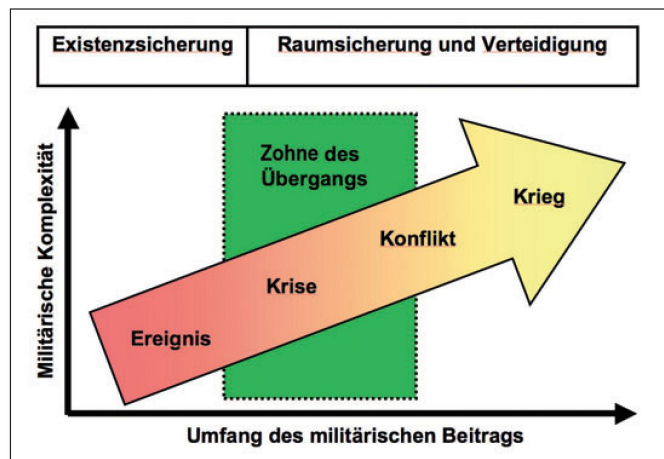 Existenzsicherung
Raumsicherung und Verteidigung
Militärische Komplexität
Zohne des
Übergangs
Krieg
Konflikt
Krise
Ereignis
Umfang des militärischen Beitrags